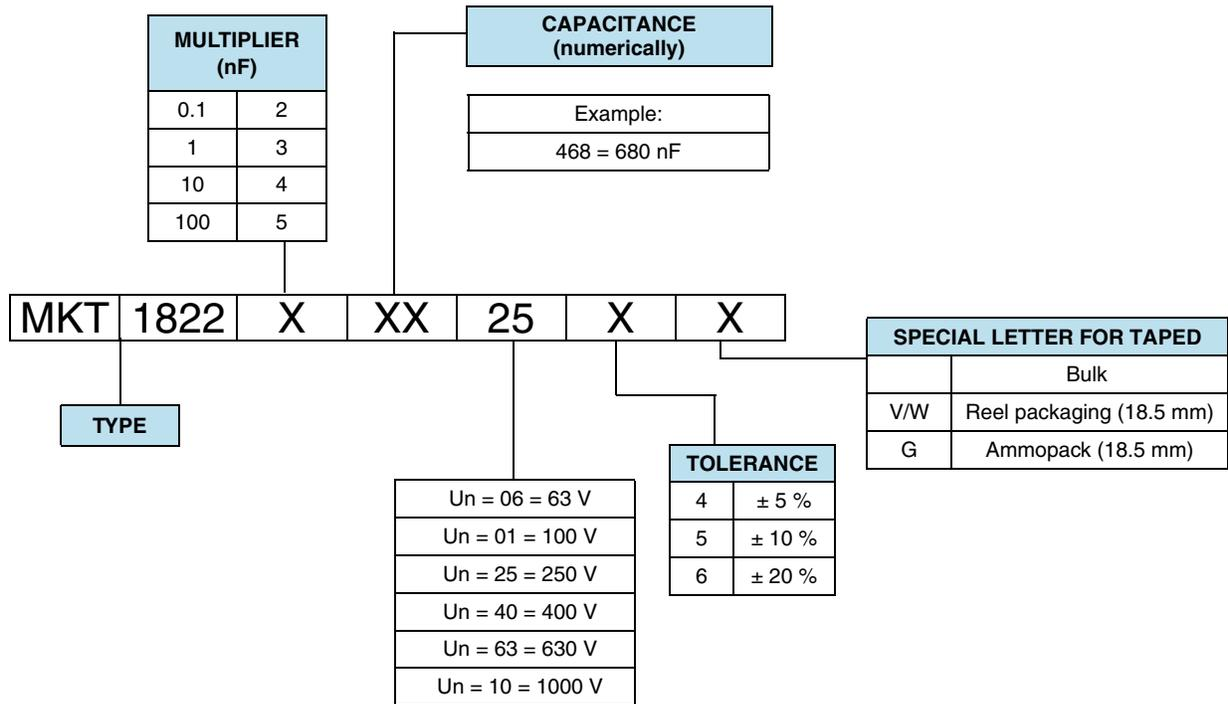 MULTIPLIER
(nF)
0.1 2
1 3
10 4
100 5
CAPACITANCE
(numerically)
Example:
468 = 680 nF
MKT 1822 X XX 25 X X
TYPE
Un = 06 = 63 V
Un = 01 = 100 V
Un = 25 = 250 V
Un = 40 = 400 V
Un = 63 = 630 V
Un = 10 = 1000 V
TOLERANCE
4 ± 5 %
5 ± 10 %
6 ± 20 %
SPECIAL LETTER FOR TAPED
Bulk
V/W Reel packaging (18.5 mm)
G Ammopack (18.5 mm)